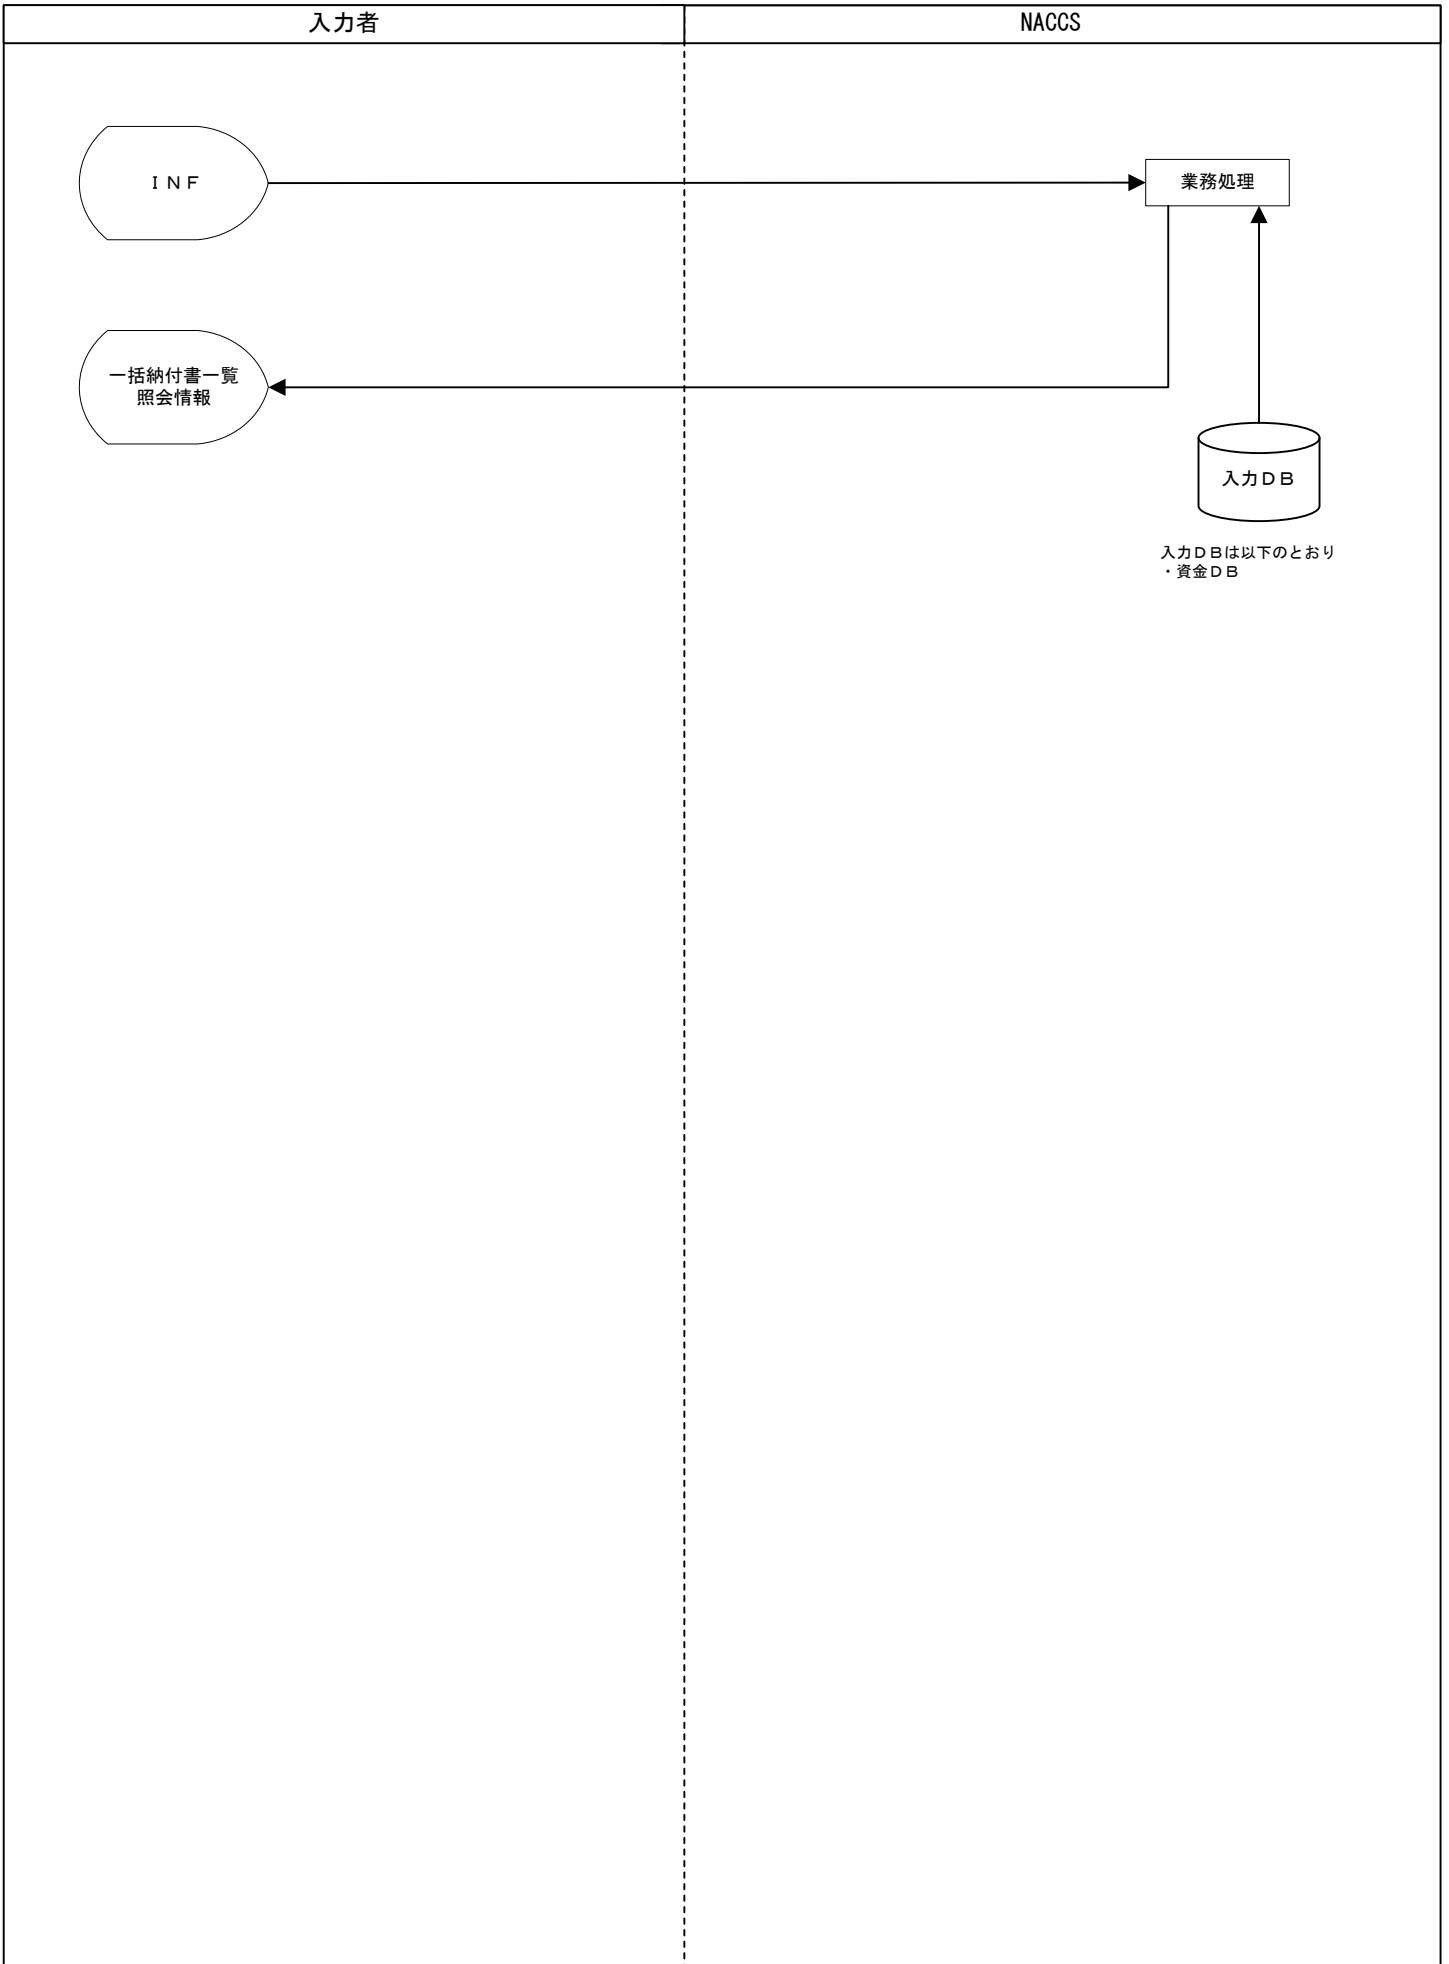 入力者
NACCS
ＩＮＦ
業務処理
一括納付書一覧
照会情報
入力ＤＢ
入力ＤＢは以下のとおり
・資金ＤＢ